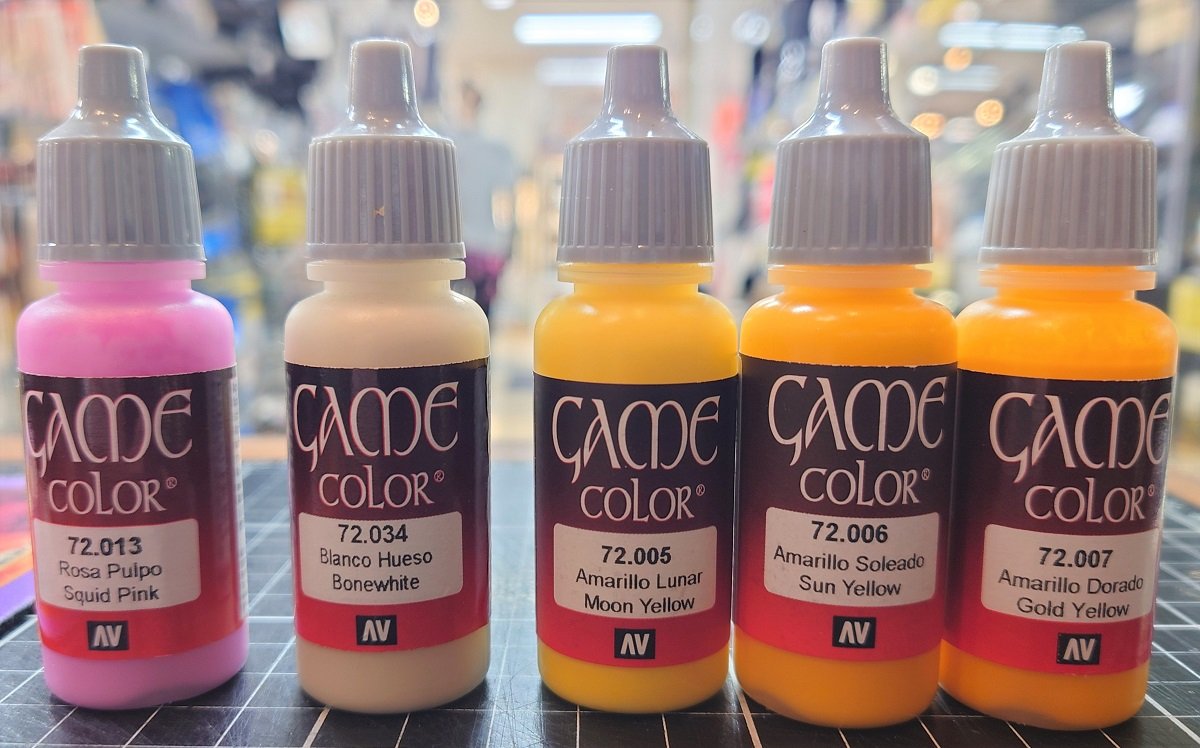 GAME
COLOR®
72.013
Rosa Pulpo
Squid Pink
AV
GAME
COLOR®
72.034
Blanco Hueso
Bonewhite
AV
GAME
COLOR®
72.005
Amarillo Lunar
Moon Yellow
AV
GAME
COLOR®
72.006
Amarillo Soleado
Sun Yellow
AV
GAME
COLOR®
72.007
Amarillo Dorado
Gold Yellow
AV